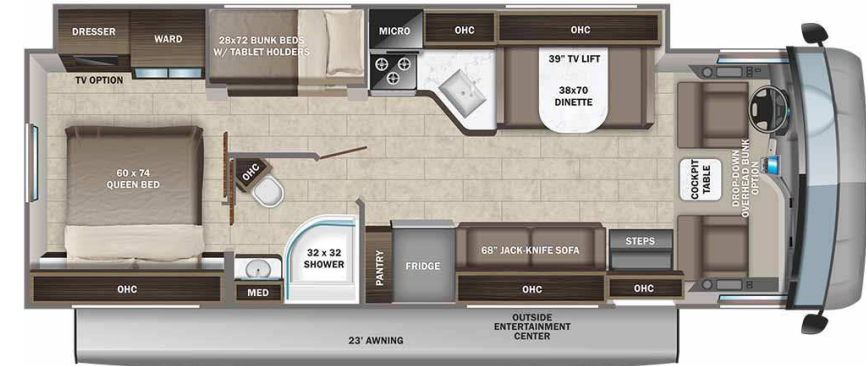 DRESSER
WARD
28x72 BUNK BEDS
W/ TABLET HOLDERS
MICRO
OHC
OHC
TV OPTION
39" TV LIFT
38x70
DINETTE
60 x 74
QUEEN BED
OHC
COCKPIT
TABLE
DROP-DOWN
OVERHEAD BUNK
OPTION
32 x 32
SHOWER
PANTRY
FRIDGE
68" JACK-KNIFE SOFA
STEPS
OHC
MED
OHC
OHC
23' AWNING
OUTSIDE
ENTERTAINMENT
CENTER